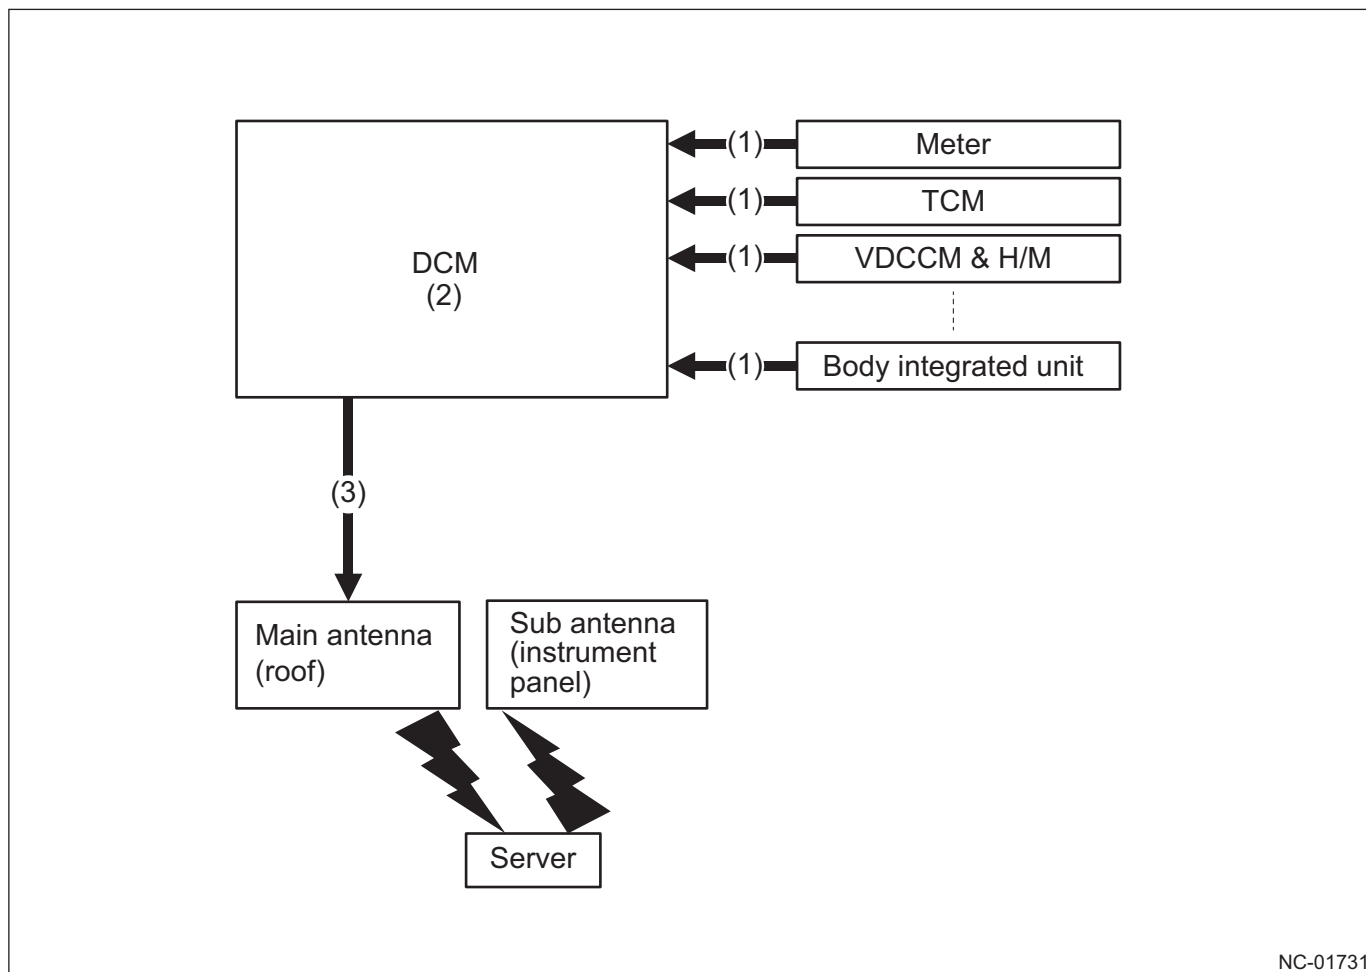 (1)
Meter
(1)
TCM
DCM
(2)
(1)
VDCCM & H/M
(1)
Body integrated unit
(3)
Main antenna
(roof)
Sub antenna
(instrument
panel)
Server
NC-01731